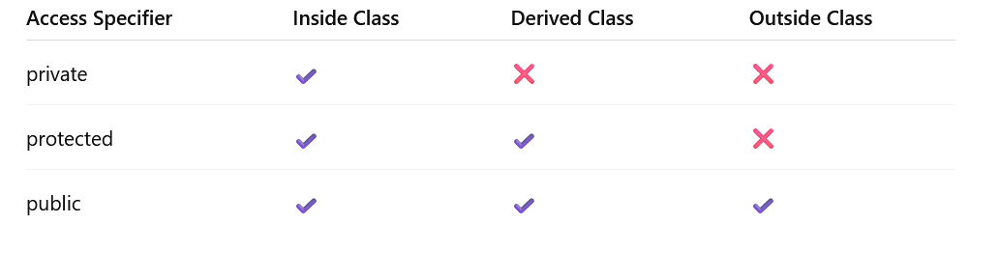 Access Specifier Inside Class Derived Class Outside Class
private ✔ ❌ ❌
protected ✔ ✔ ❌
public ✔ ✔ ✔